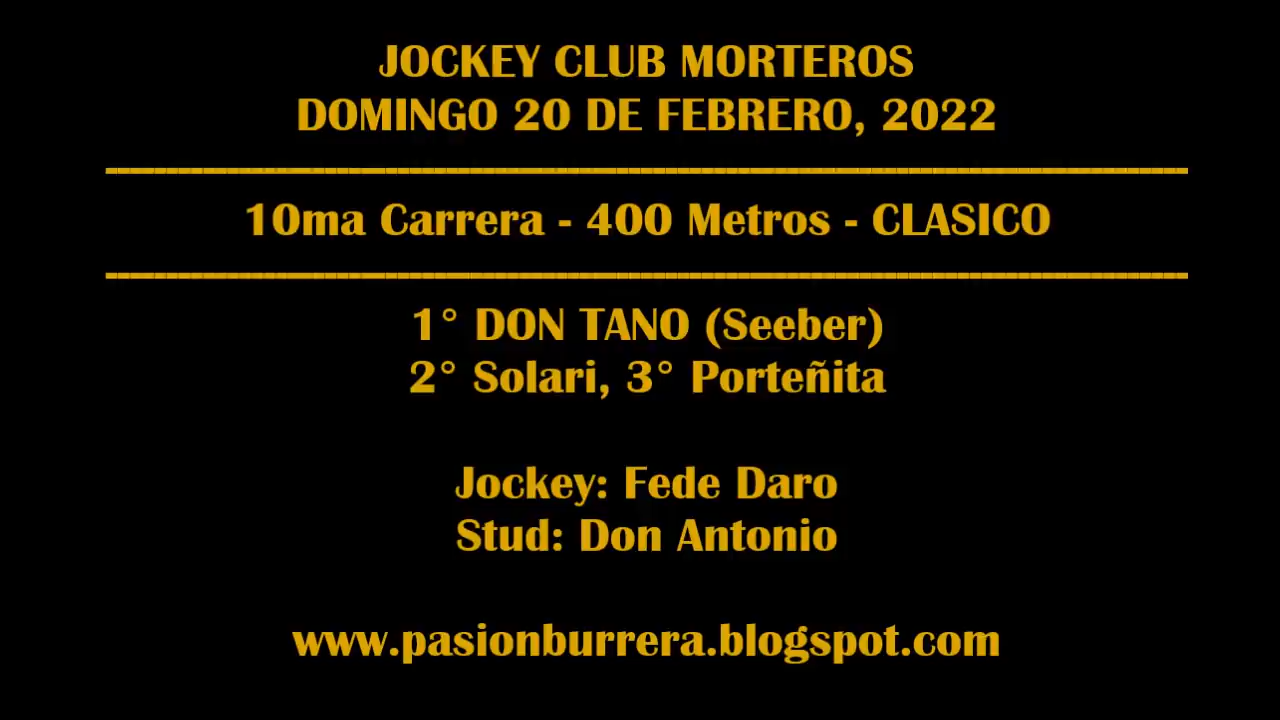 JOCKEY CLUB MORTEROS
DOMINGO 20 DE FEBRERO, 2022
10ma Carrera - 400 Metros - CLASICO
1° DON TANO (Seeber)
2° Solari, 3° Porteñita
Jockey: Fede Daro
Stud: Don Antonio
www.pasionburrera.blogspot.com